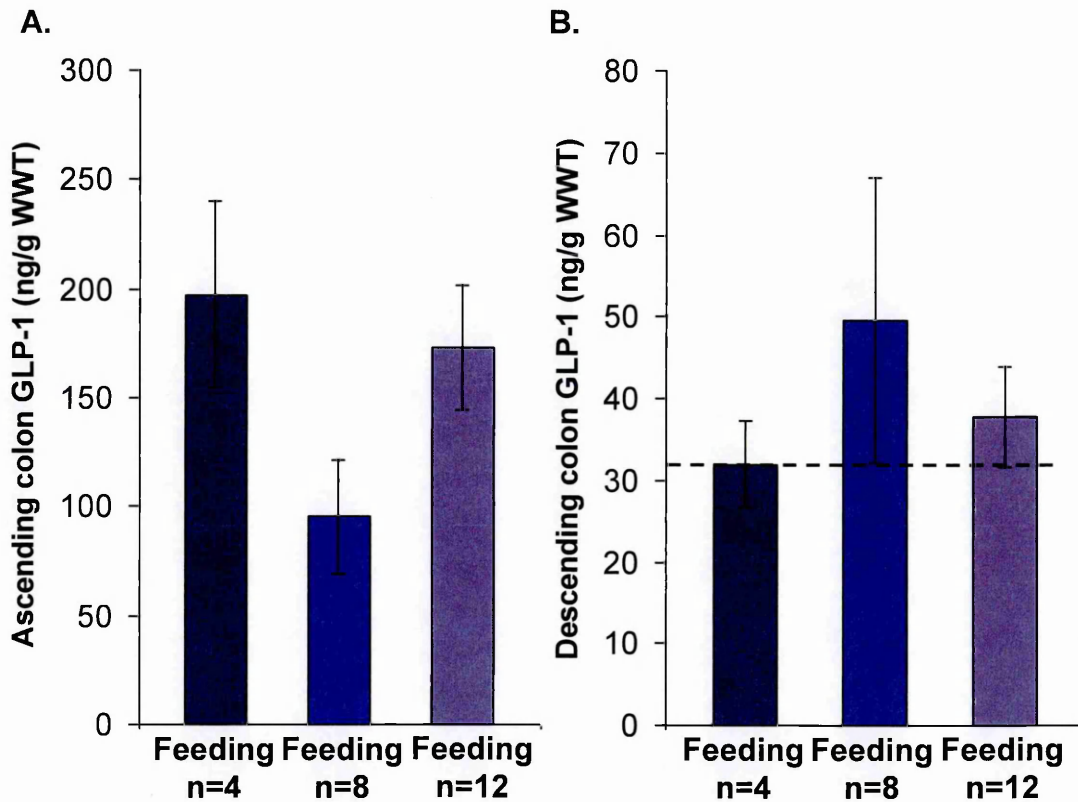 A.
Ascending colon GLP-1 (ng/g WWT)
300
250
200
150
100
50
0
Feeding Feeding Feeding
n=4 n=8 n=12
B.
Descending colon GLP-1 (ng/g WWT)
80
70
60
50
40
30
20
10
0
Feeding Feeding Feeding
n=4 n=8 n=12